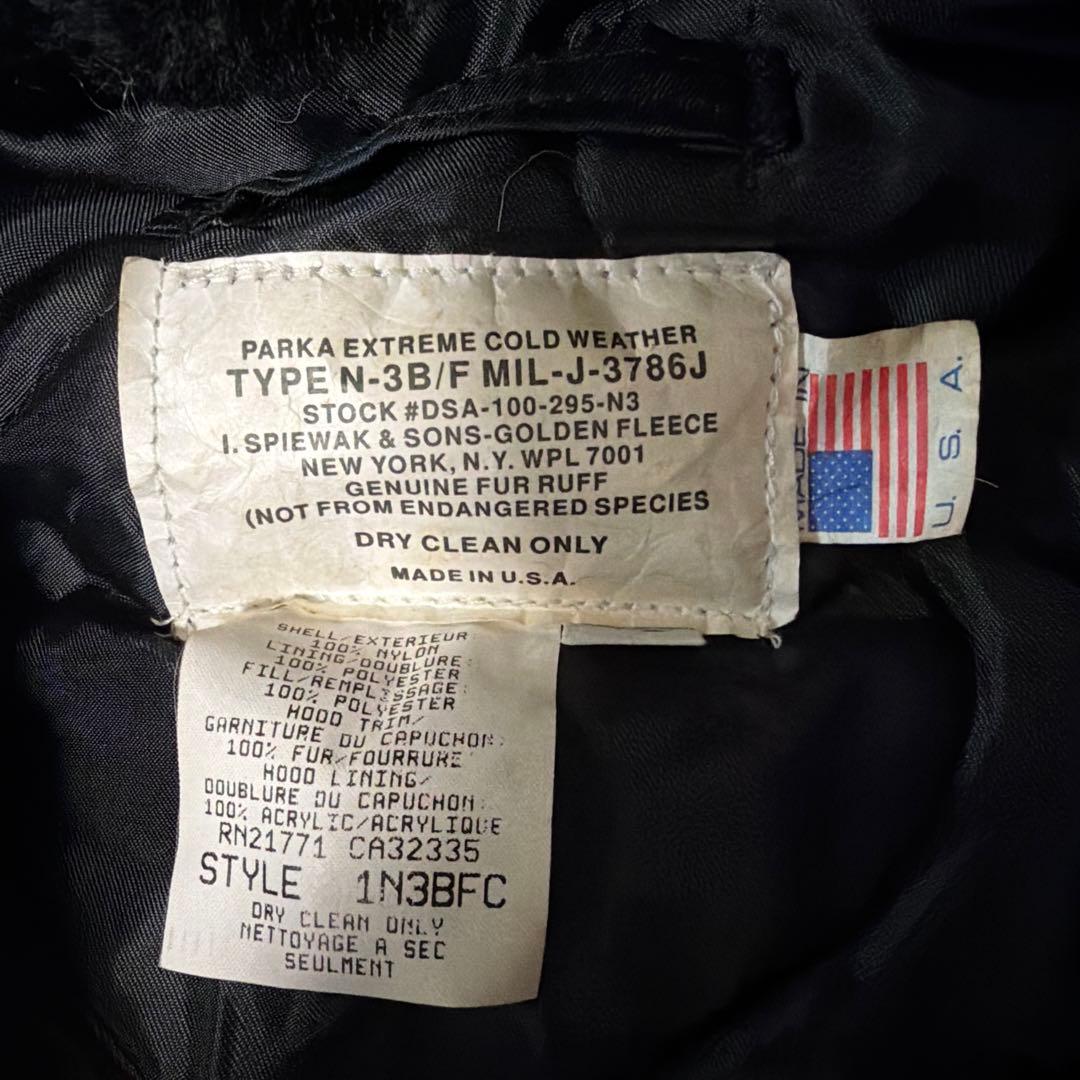 PARKA EXTREME COLD WEATHER
TYPE N-3B/F MIL-J-3786J
STOCK #DSA-100-295-N3
I. SPIEWAK & SONS-GOLDEN FLEECE
NEW YORK, N.Y. WPL 7001
GENUINE FUR RUFF
(NOT FROM ENDANGERED SPECIES
DRY CLEAN ONLY
MADE IN U.S.A.
MADE IN
U. S. A.
SHELL/EXTERIEUR
100% NYLON
LINING/DOUBLURE:
100% POLYESTER
FILL/REMPLISSAGE:
100% POLYESTER
HOOD TRIM/
GARNITURE DU CAPUCHON:
100% FUR/FOURRURE
HOOD LINING/
DOUBLURE DU CAPUCHON:
100% ACRYLIC/ACRYLIQUE
RN21771 CA32335
STYLE 1N3BFC
DRY CLEAN ONLY
NETTOYAGE A SEC
SEULMENT